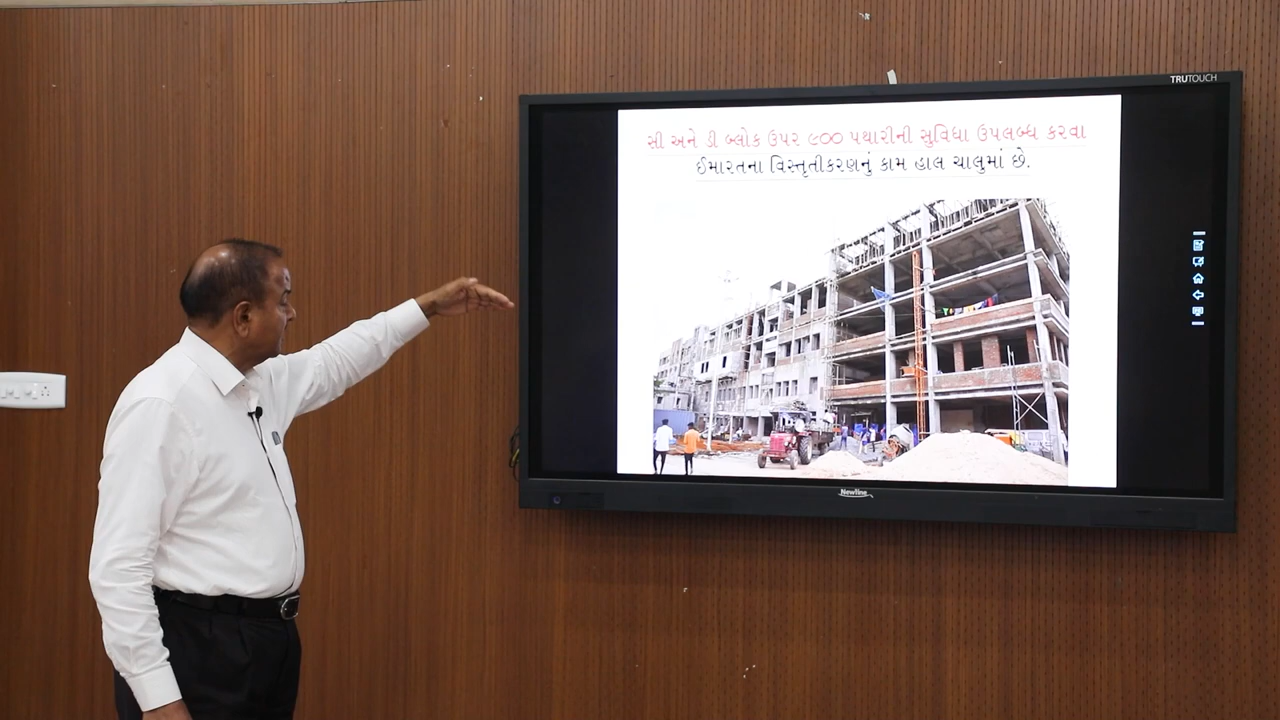 TRUTOUCH
સી અને ડી બ્લોક ઉપર ૯૦૦ પથારીની સુવિધા ઉપલબ્ધ કરવા
ઈમારતના વિસ્તૃતીકરણનું કામ હાલ ચાલુમાં છે.
Newline